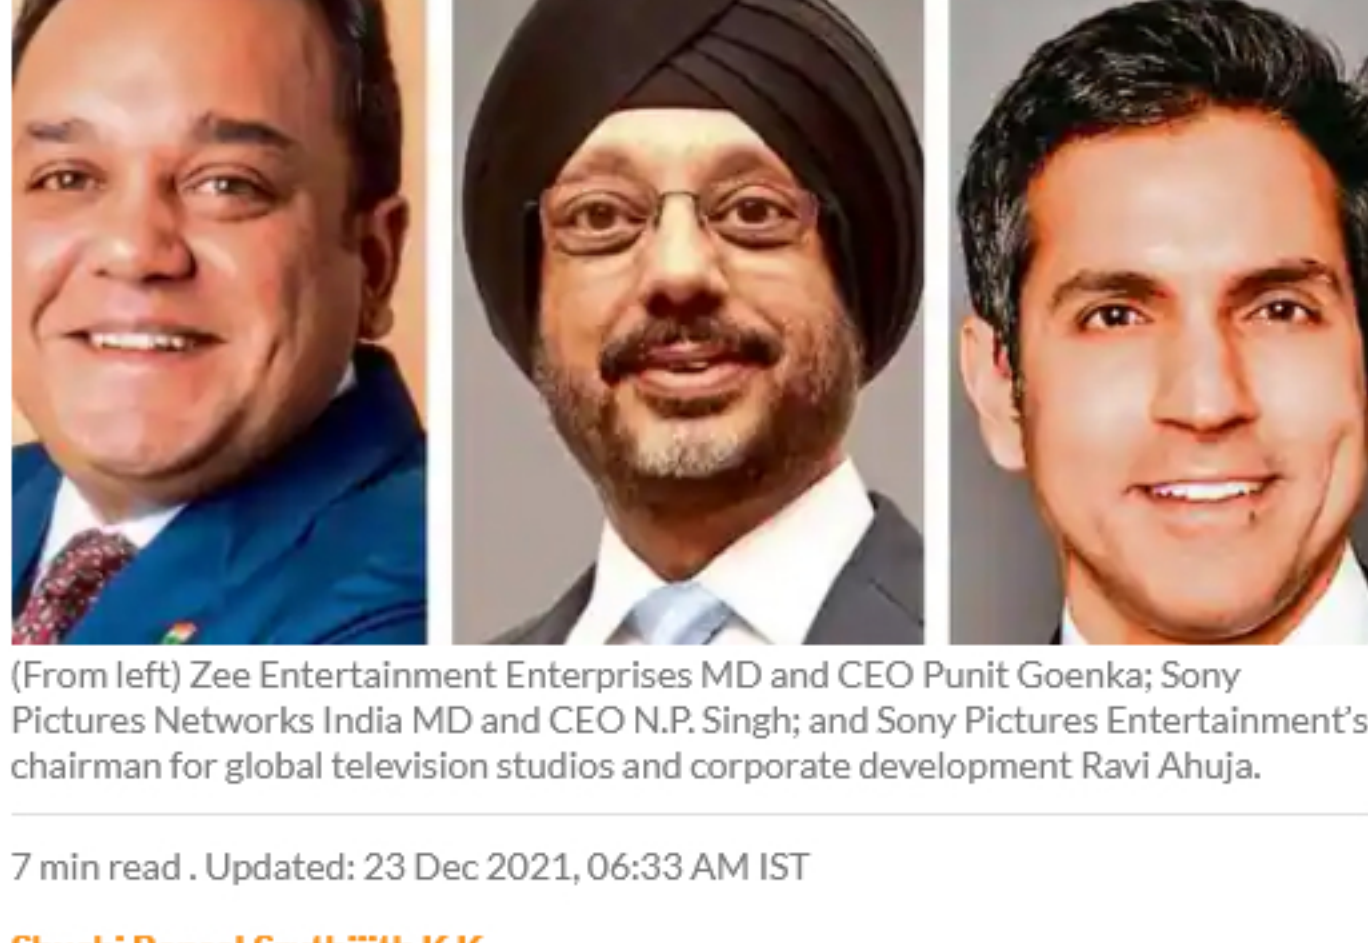 (From left) Zee Entertainment Enterprises MD and CEO Punit Goenka; Sony
Pictures Networks India MD and CEO N.P. Singh; and Sony Pictures Entertainment’s
chairman for global television studios and corporate development Ravi Ahuja.
7 min read . Updated: 23 Dec 2021, 06:33 AM IST